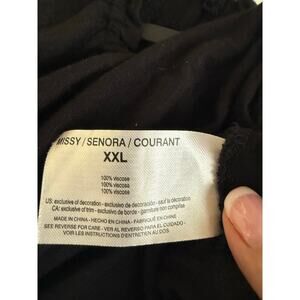 MISSY / SENORA / COURANT
XXL
100% viscose
100% viscosa
100% viscose
US: exclusive of decoration - exclusivo de decoración - sauf la décoration
CA: exclusive of trim - exclusivo de borde - garniture non comprise
MADE IN CHINA - HECHO EN CHINA - FABRIQUÉ EN CHINE
SEE REVERSE FOR CARE - VER AL REVERSO PARA EL CUIDADO -
VOIR LES INSTRUCTIONS D'ENTRETIEN AU DOS